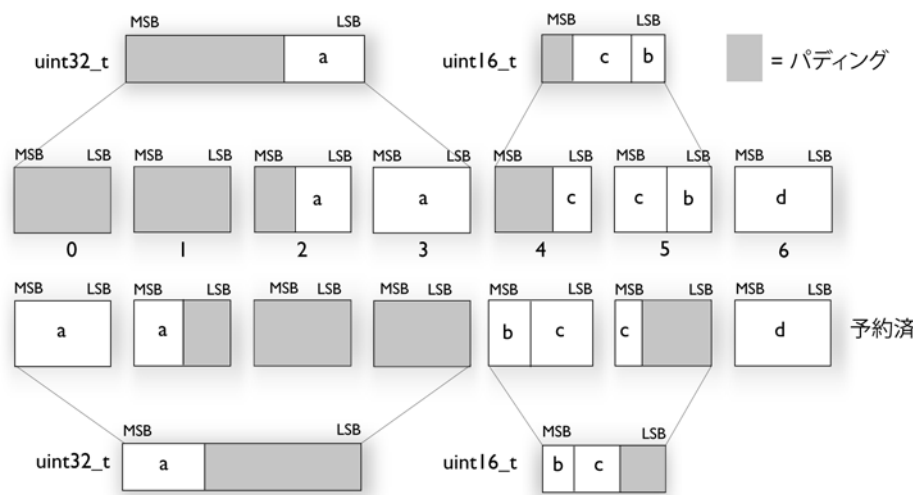 MSB LSB MSB LSB
uint32_t a uint16_t c b = パディング
MSB LSB MSB LSB MSB LSB MSB LSB MSB LSB MSB LSB MSB LSB
a a c c b d
0 1 2 3 4 5 6
MSB LSB MSB LSB MSB LSB MSB LSB MSB LSB MSB LSB MSB LSB
a a b c c d 予約済
MSB LSB MSB LSB
uint32_t a uint16_t b c